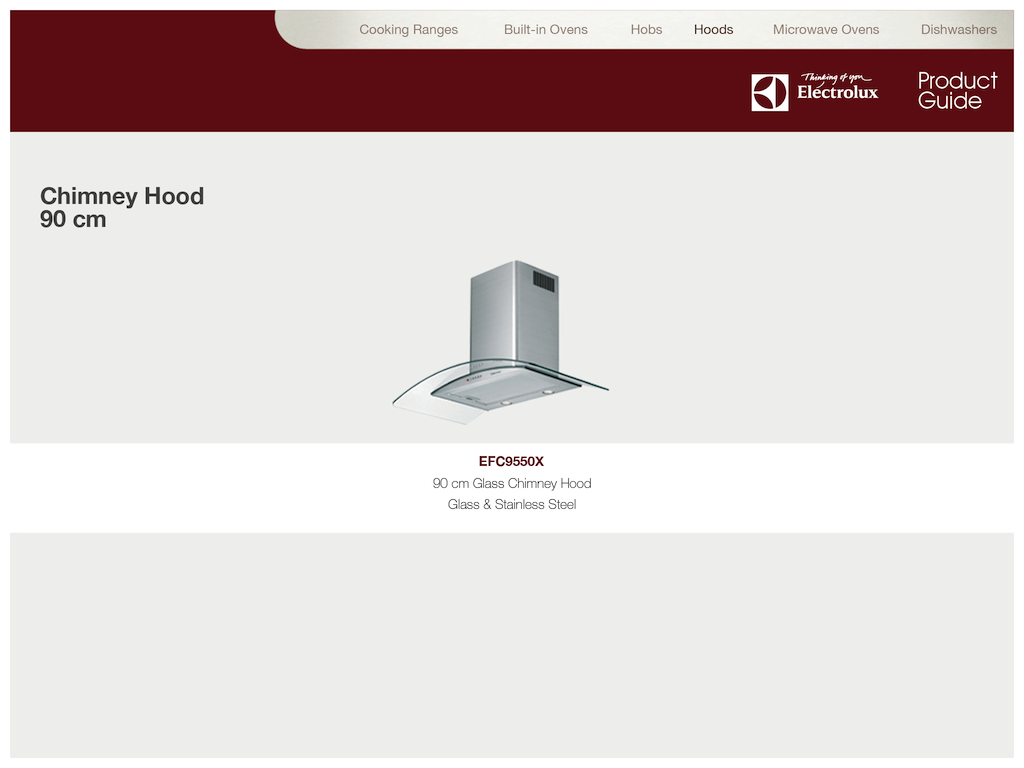 Cooking Ranges Built-in Ovens Hobs Hoods Microwave Ovens Dishwashers
Thinking of you
Electrolux
Product
Guide
Chimney Hood
90 cm
EFC9550X
90 cm Glass Chimney Hood
Glass & Stainless Steel